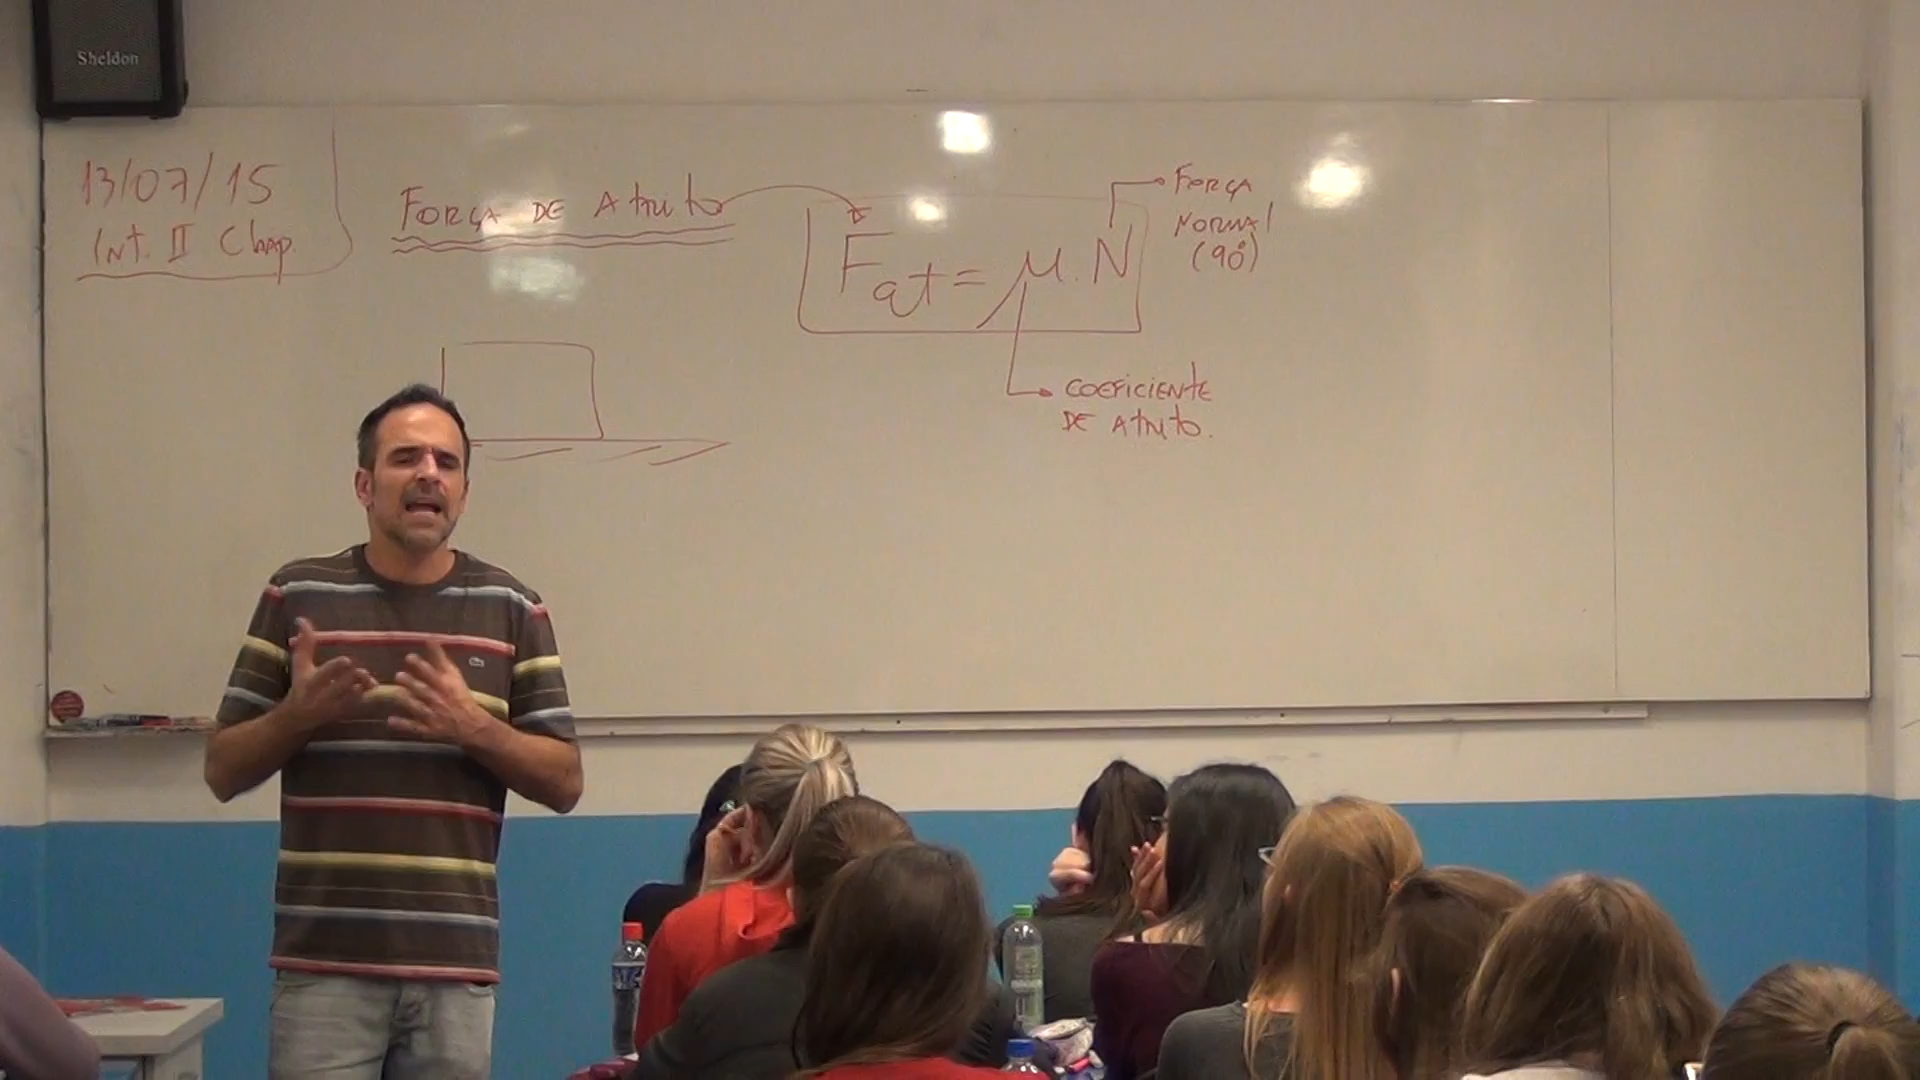 Sheldon
13/07/15
Int. II Chap.
FORÇA DE Atrito
Fat = μ.N
FORÇA
NORMAl
(90°)
COEFICIENtE
DE Atrito.